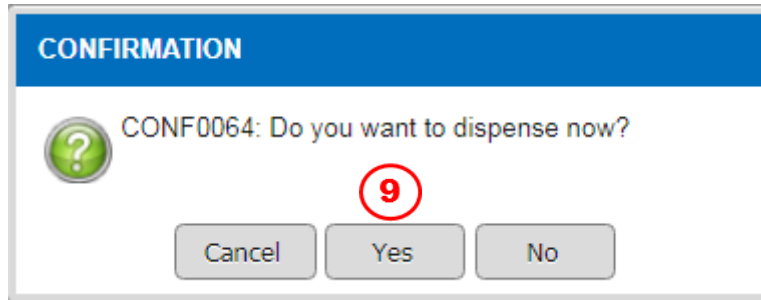 CONFIRMATION
CONF0064: Do you want to dispense now?
9
Cancel Yes No